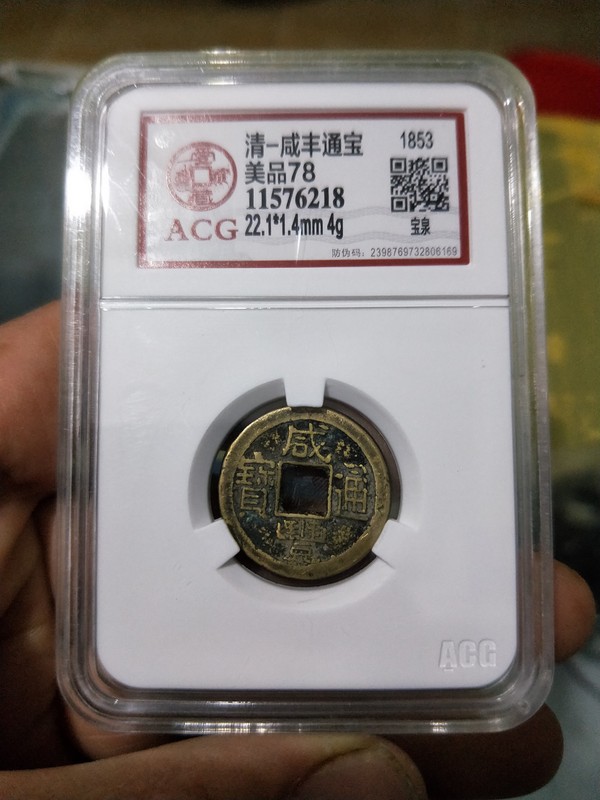 清-咸丰通宝 1853
美品78
11576218
ACG 22.1*1.4mm 4g 宝泉
防伪码：2398769732806169
咸
寶 通
豐
ACG